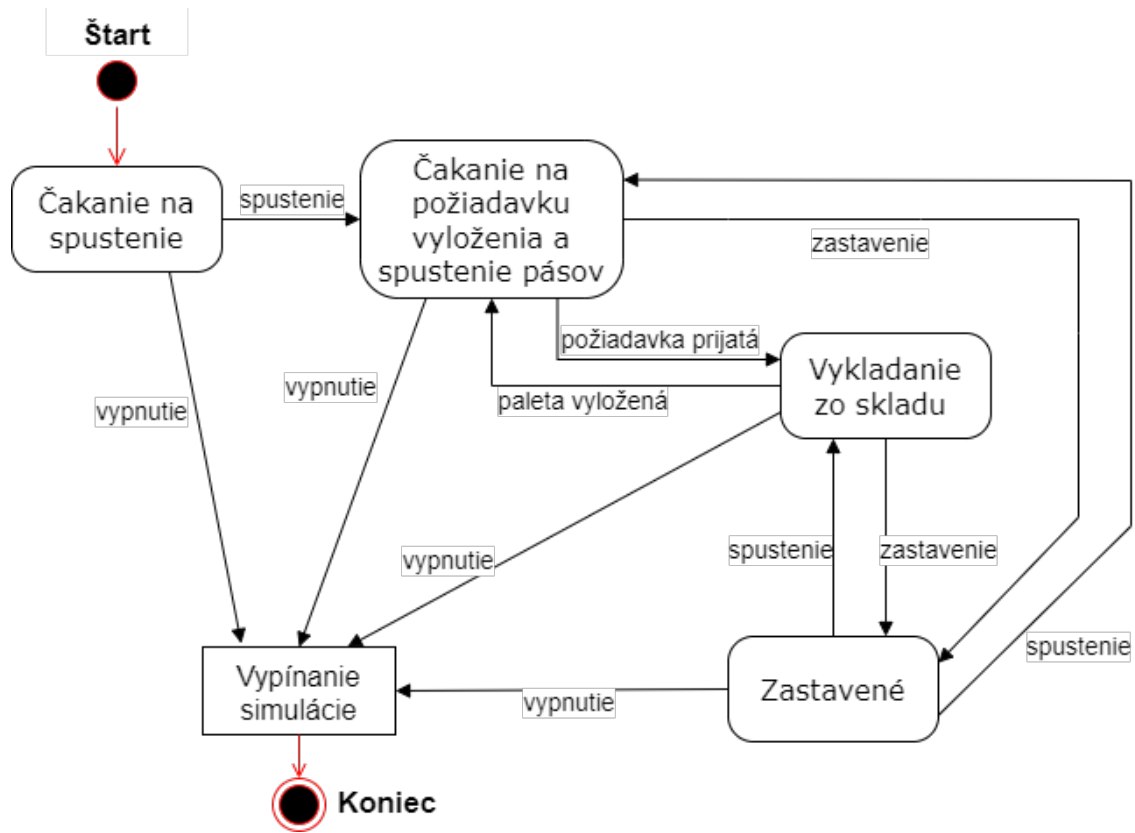 Štart
Čakanie na
spustenie
spustenie
Čakanie na
požiadavku
vyloženia a
spustenie pásov
zastavenie
požiadavka prijatá
paleta vyložená
Vykladanie
zo skladu
vypnutie
vypnutie
vypnutie
spustenie
zastavenie
spustenie
Vypínanie
simulácie
vypnutie
Zastavené
Koniec